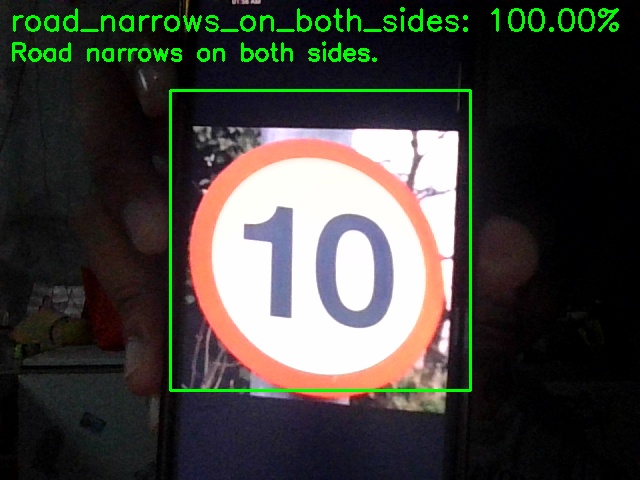 road_narrows_on_both_sides: 100.00%
Road narrows on both sides.
10